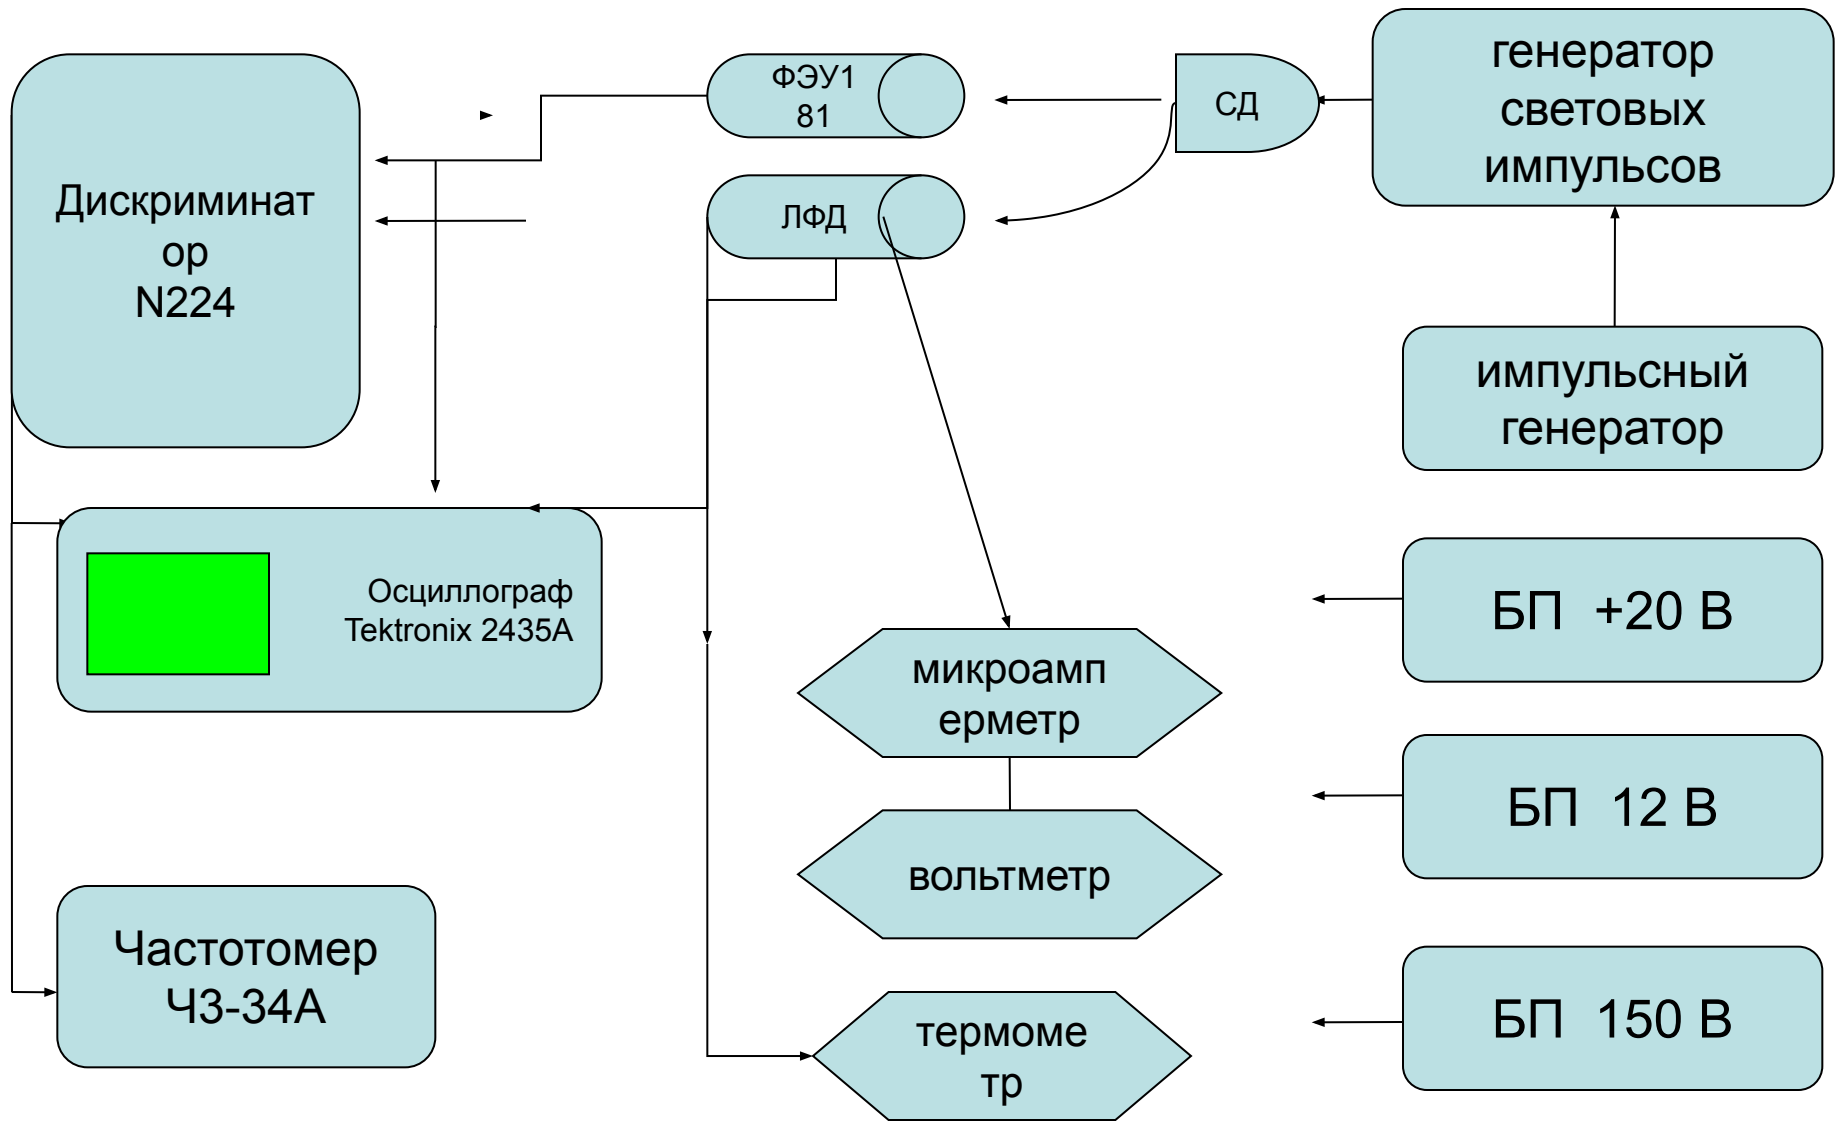 генератор
световых
импульсов
ФЭУ1
81
СД
Дискриминат
ор
N224
ЛФД
импульсный
генератор
Осциллограф
Tektronix 2435A
БП +20 В
микроамп
ерметр
БП 12 В
вольтметр
Частотомер
Ч3-34А
БП 150 В
термоме
тр